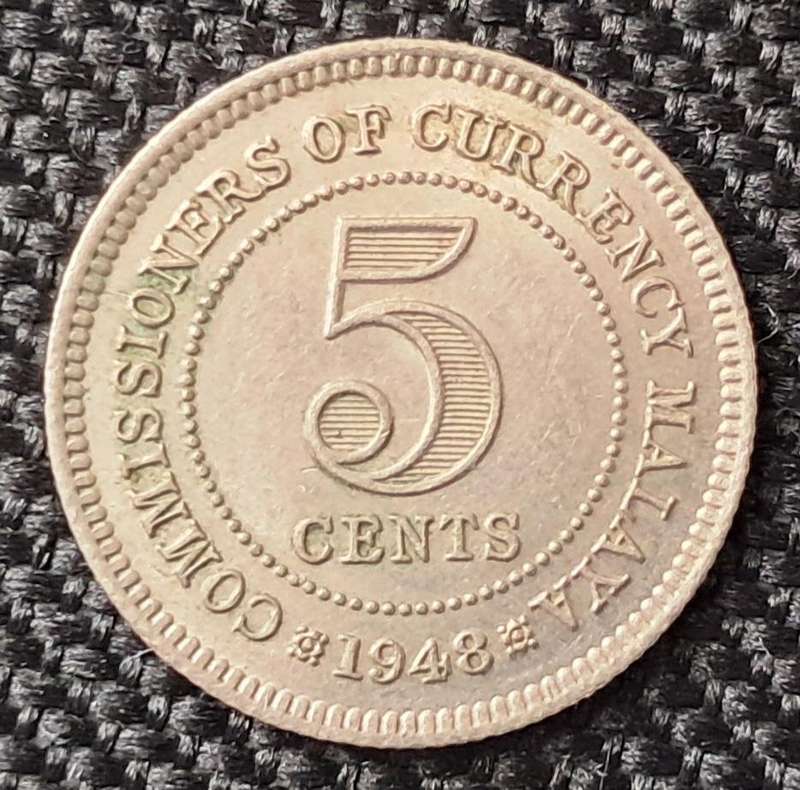 COMMISSIONERS OF CURRENCY MALAYA
5
CENTS
1948